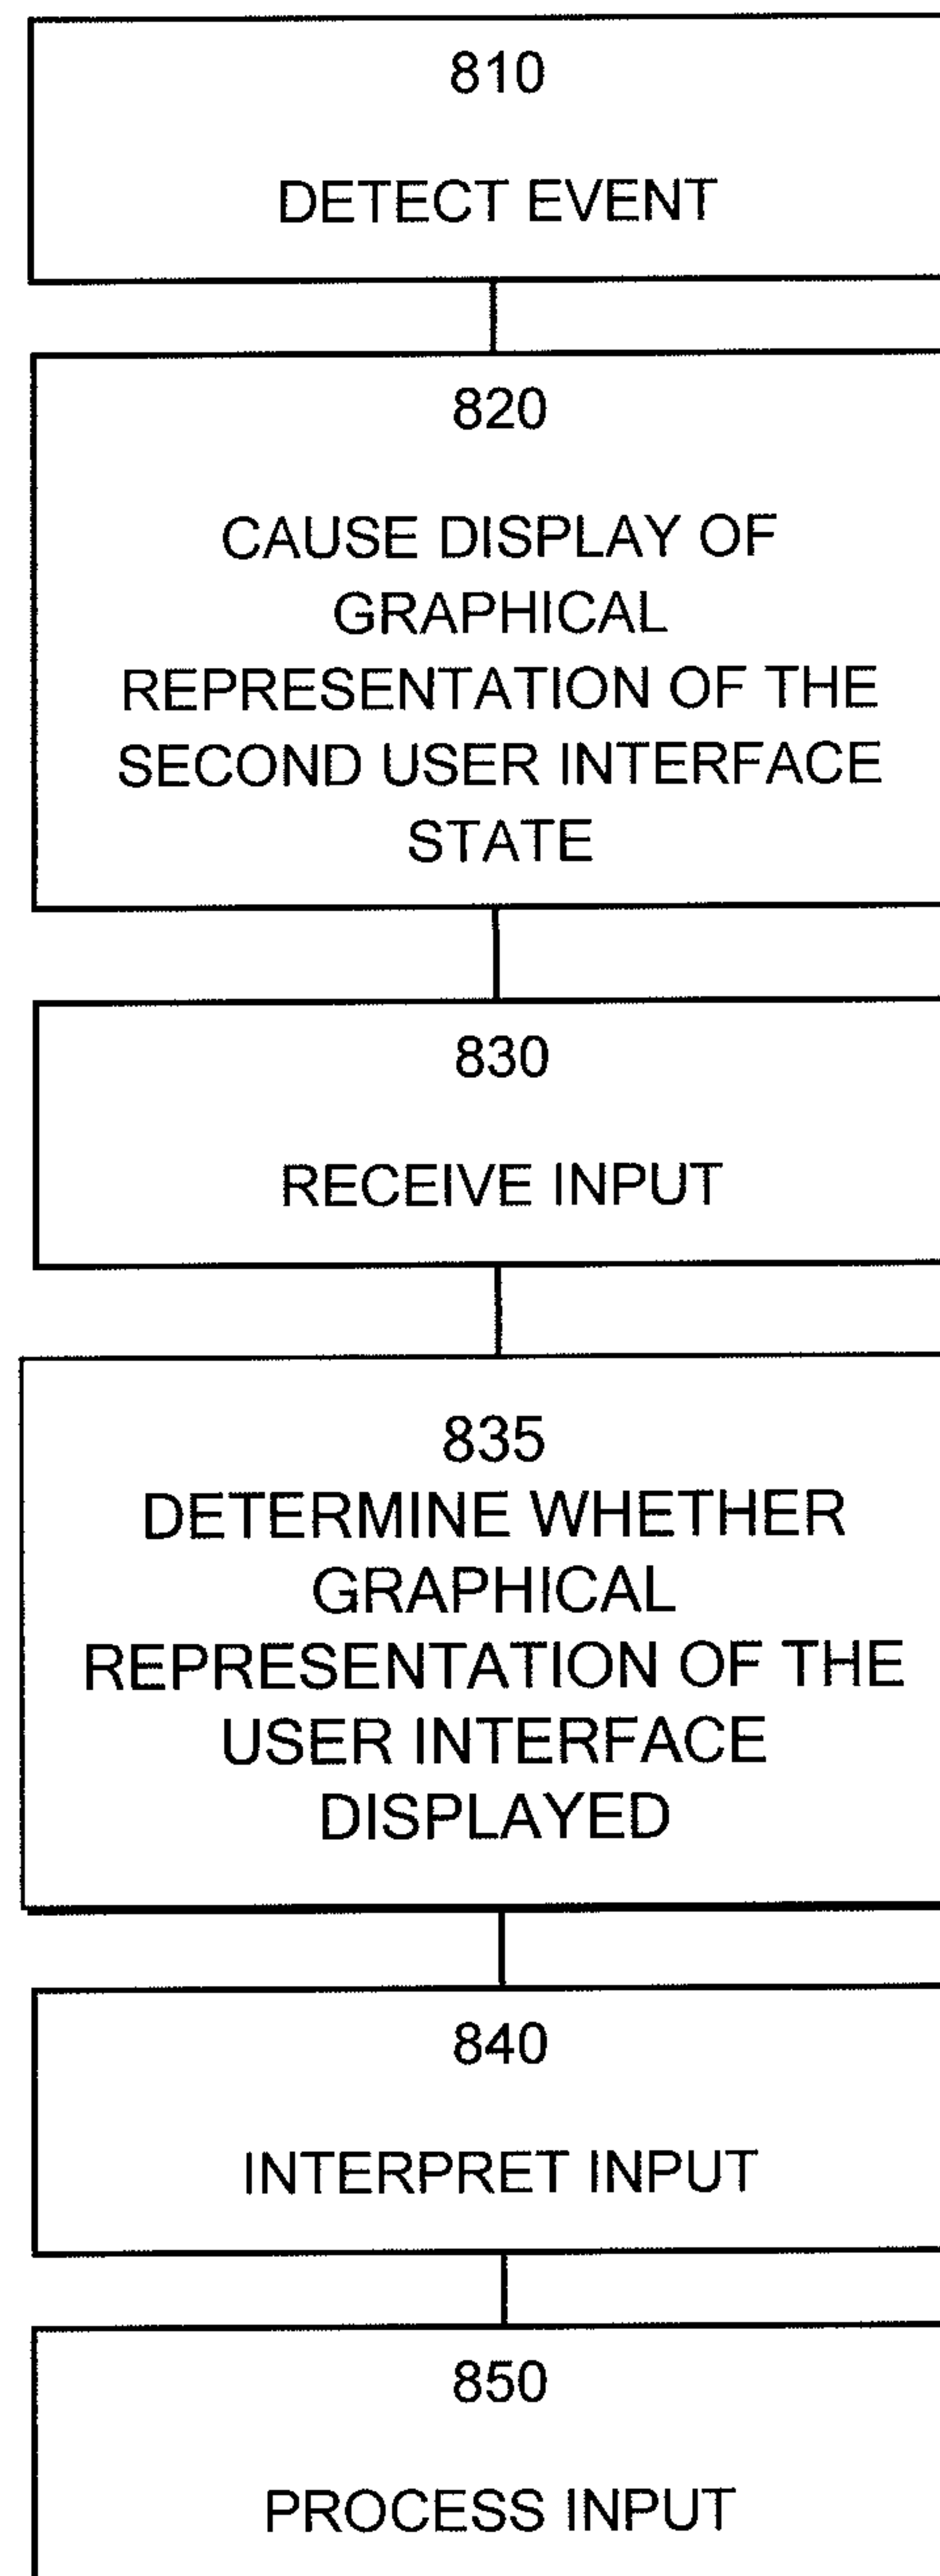 810
DETECT EVENT
820
CAUSE DISPLAY OF
GRAPHICAL
REPRESENTATION OF THE
SECOND USER INTERFACE
STATE
830
RECEIVE INPUT
835
DETERMINE WHETHER
GRAPHICAL
REPRESENTATION OF THE
USER INTERFACE
DISPLAYED
840
INTERPRET INPUT
850
PROCESS INPUT